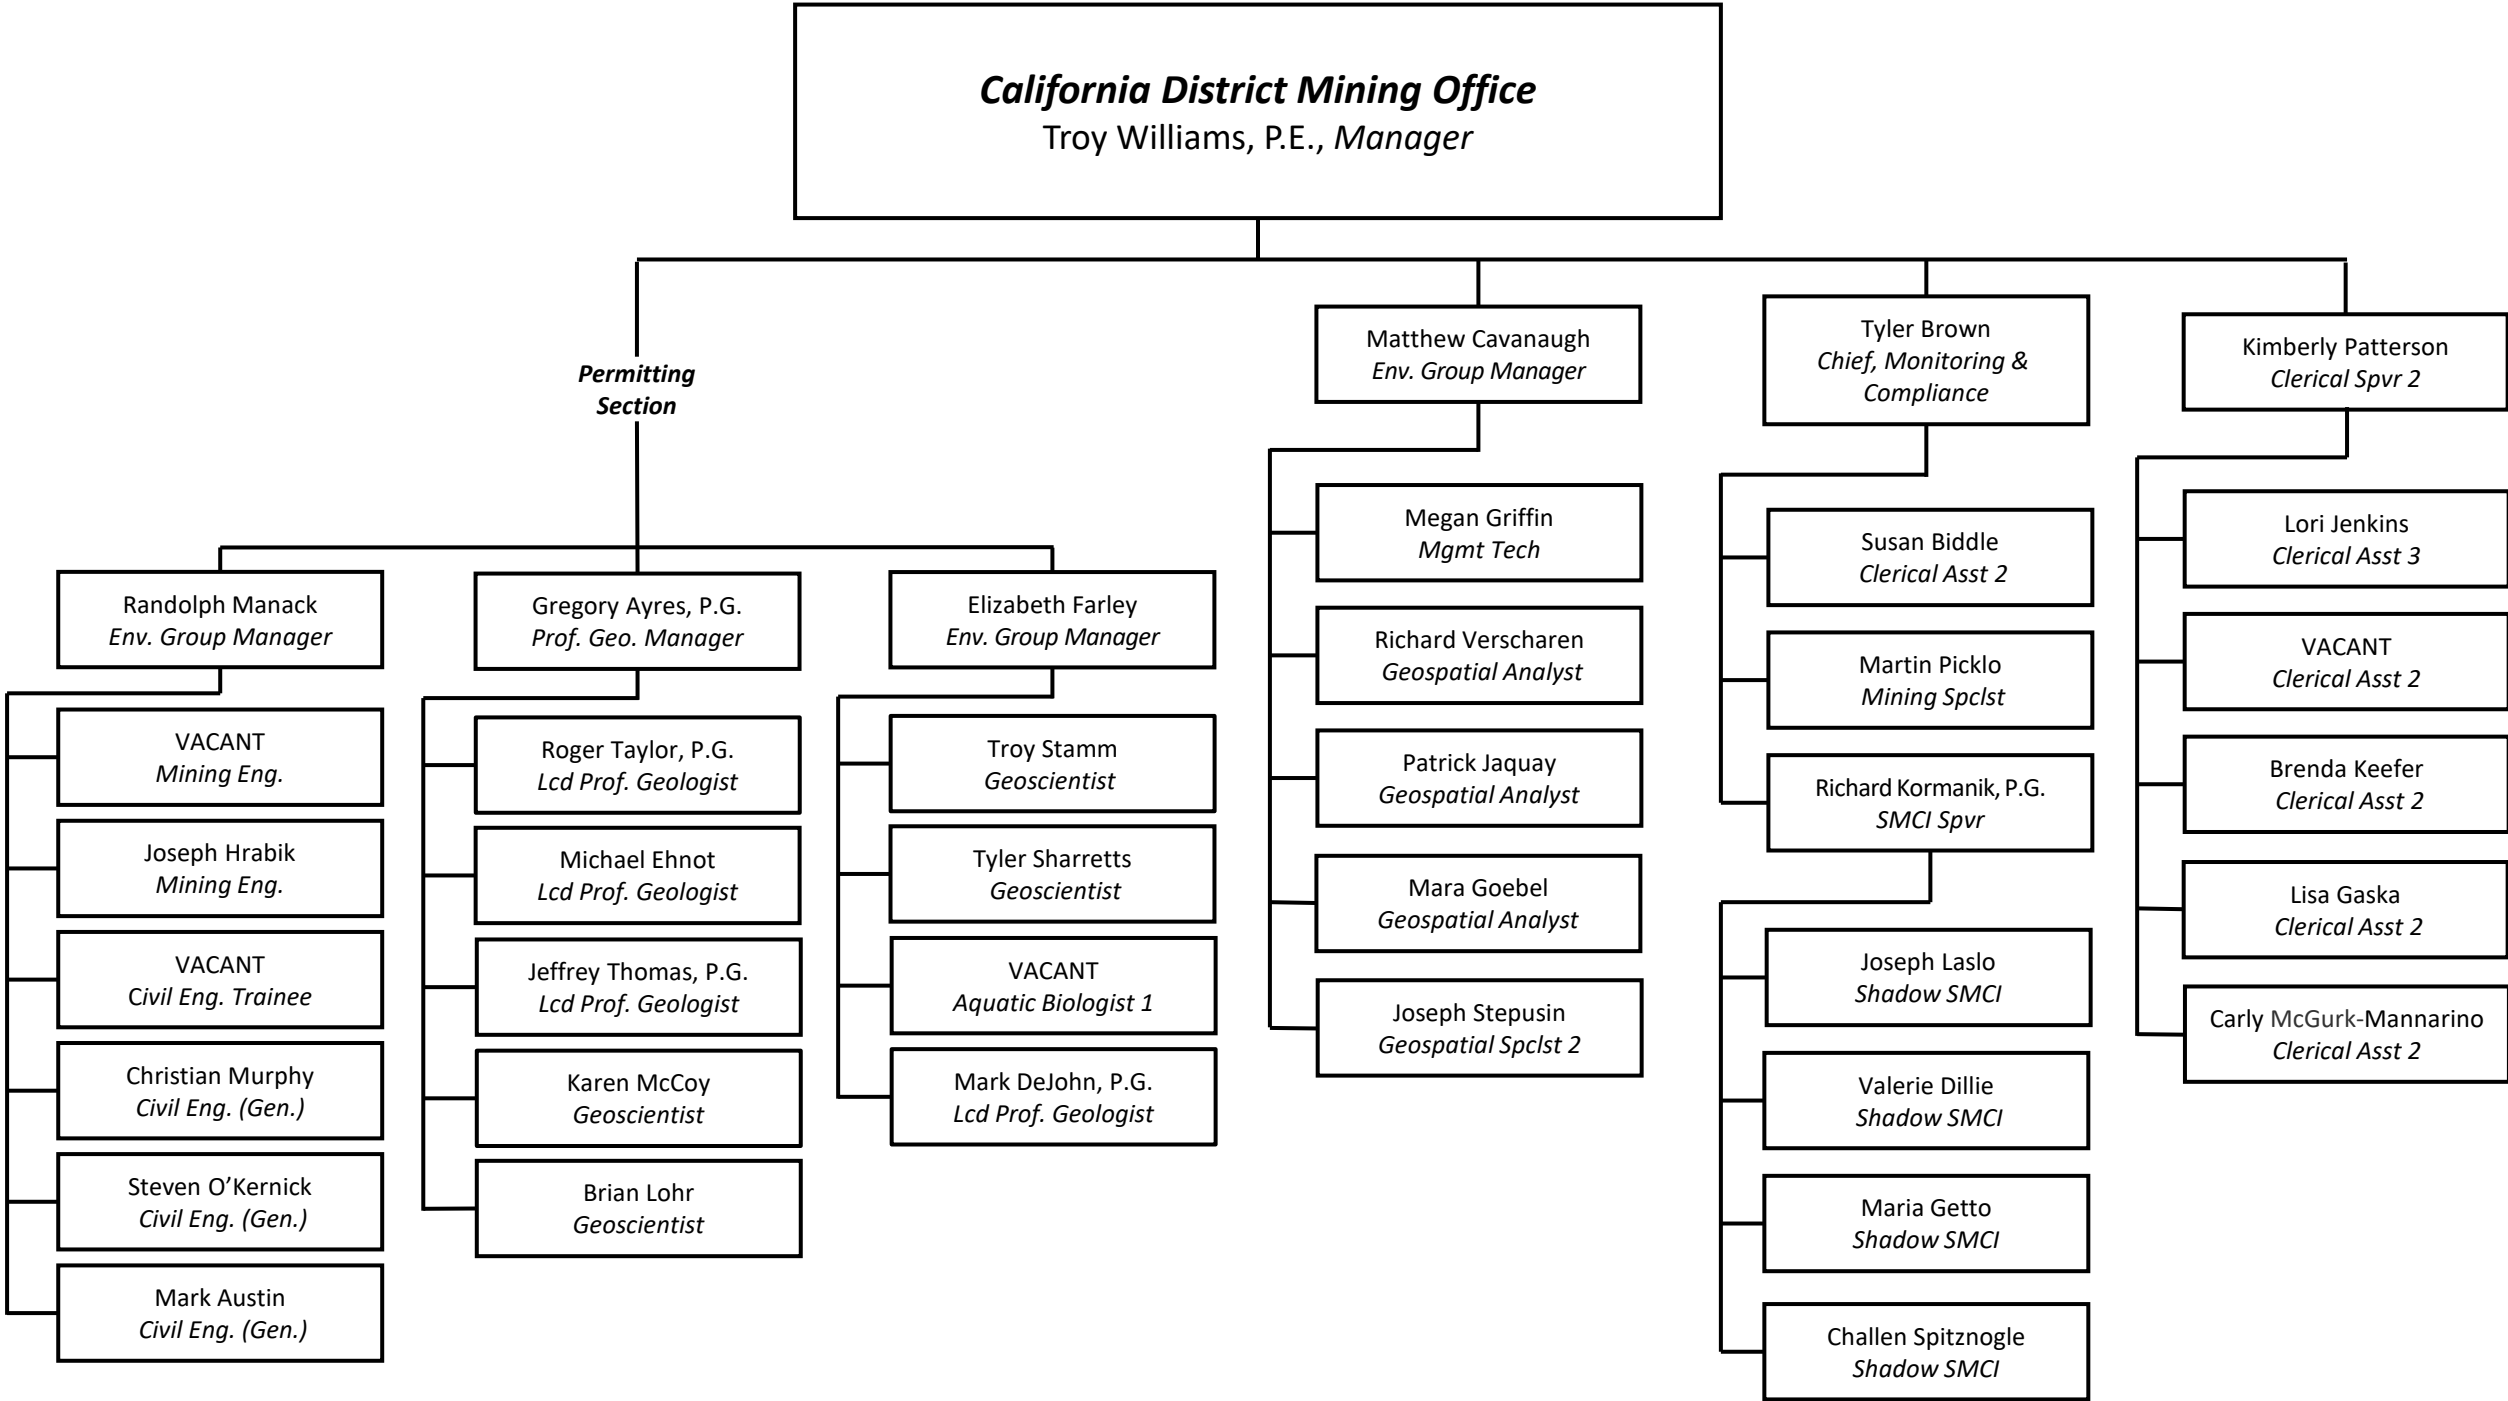 California District Mining Office
Troy Williams, P.E., Manager
Permitting
Section
Randolph Manack
Env. Group Manager
VACANT
Mining Eng.
Joseph Hrabik
Mining Eng.
VACANT
Civil Eng. Trainee
Christian Murphy
Civil Eng. (Gen.)
Steven O’Kernick
Civil Eng. (Gen.)
Mark Austin
Civil Eng. (Gen.)
Gregory Ayres, P.G.
Prof. Geo. Manager
Roger Taylor, P.G.
Lcd Prof. Geologist
Michael Ehnot
Lcd Prof. Geologist
Jeffrey Thomas, P.G.
Lcd Prof. Geologist
Karen McCoy
Geoscientist
Brian Lohr
Geoscientist
Elizabeth Farley
Env. Group Manager
Troy Stamm
Geoscientist
Tyler Sharretts
Geoscientist
VACANT
Aquatic Biologist 1
Mark DeJohn, P.G.
Lcd Prof. Geologist
Matthew Cavanaugh
Env. Group Manager
Megan Griffin
Mgmt Tech
Richard Verscharen
Geospatial Analyst
Patrick Jaquay
Geospatial Analyst
Mara Goebel
Geospatial Analyst
Joseph Stepusin
Geospatial Spclst 2
Tyler Brown
Chief, Monitoring &
Compliance
Susan Biddle
Clerical Asst 2
Martin Picklo
Mining Spclst
Richard Kormanik, P.G.
SMCI Spvr
Joseph Laslo
Shadow SMCI
Valerie Dillie
Shadow SMCI
Maria Getto
Shadow SMCI
Challen Spitznogle
Shadow SMCI
Kimberly Patterson
Clerical Spvr 2
Lori Jenkins
Clerical Asst 3
VACANT
Clerical Asst 2
Brenda Keefer
Clerical Asst 2
Lisa Gaska
Clerical Asst 2
Carly McGurk-Mannarino
Clerical Asst 2